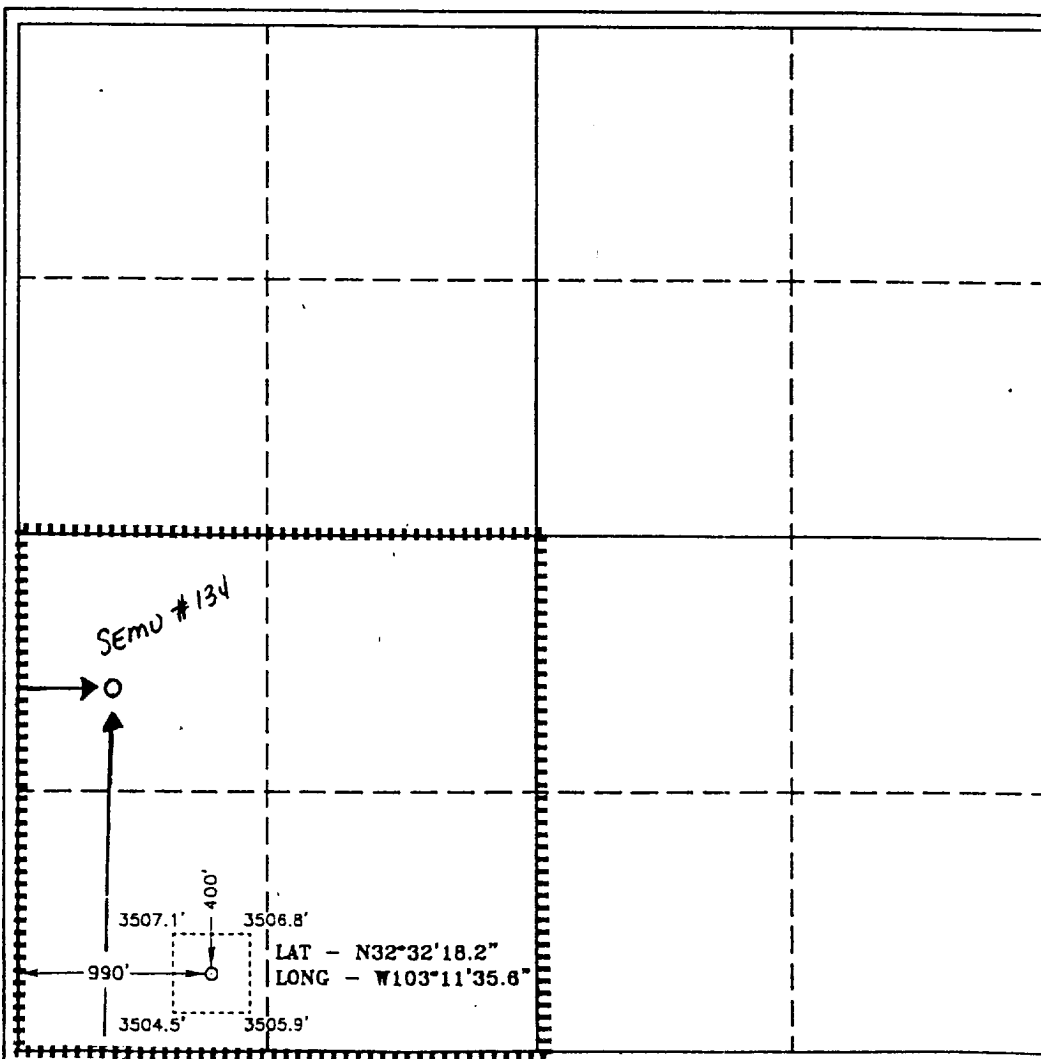 SEMU #134
400'
3507.1' 3506.8'
LAT - N32°32'18.2"
990'
LONG - W103°11'35.6"
3504.5' 3505.9'